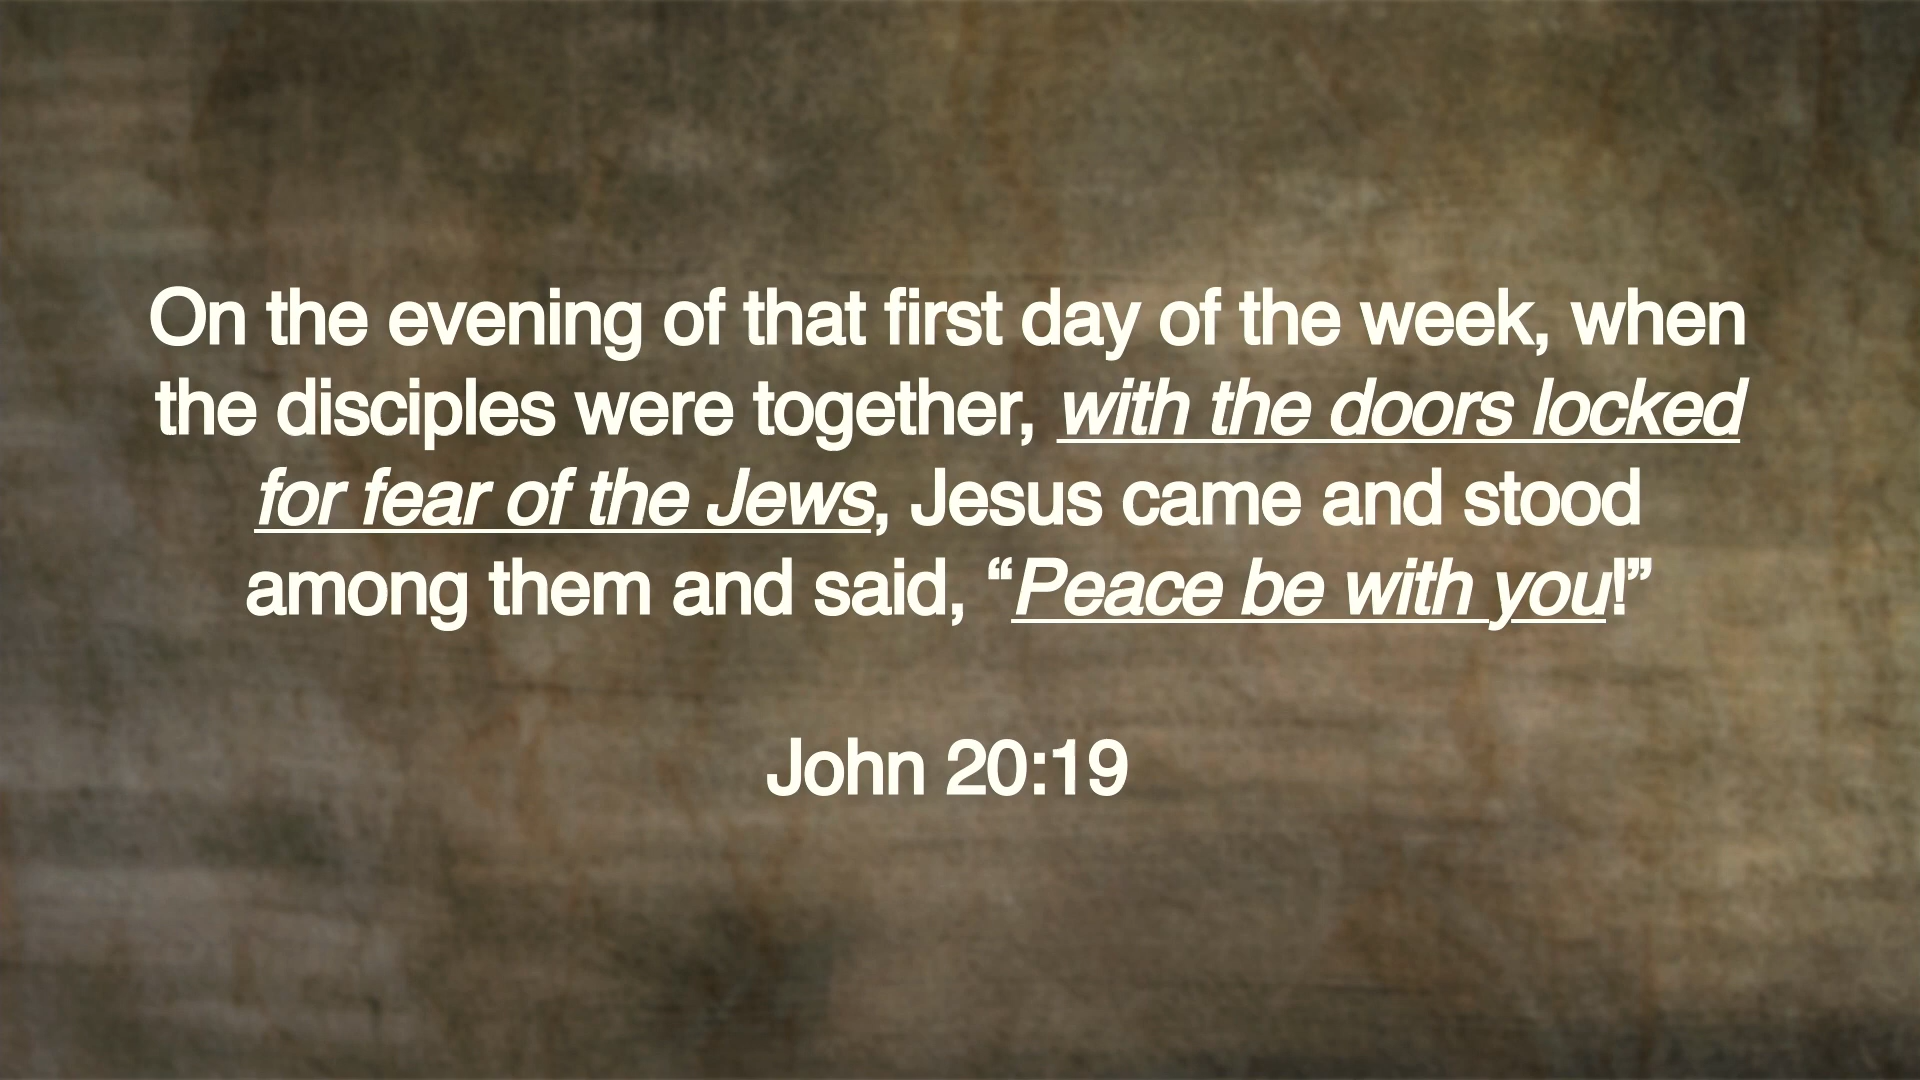 On the evening of that first day of the week, when
the disciples were together, with the doors locked
for fear of the Jews, Jesus came and stood
among them and said, “Peace be with you!”
John 20:19